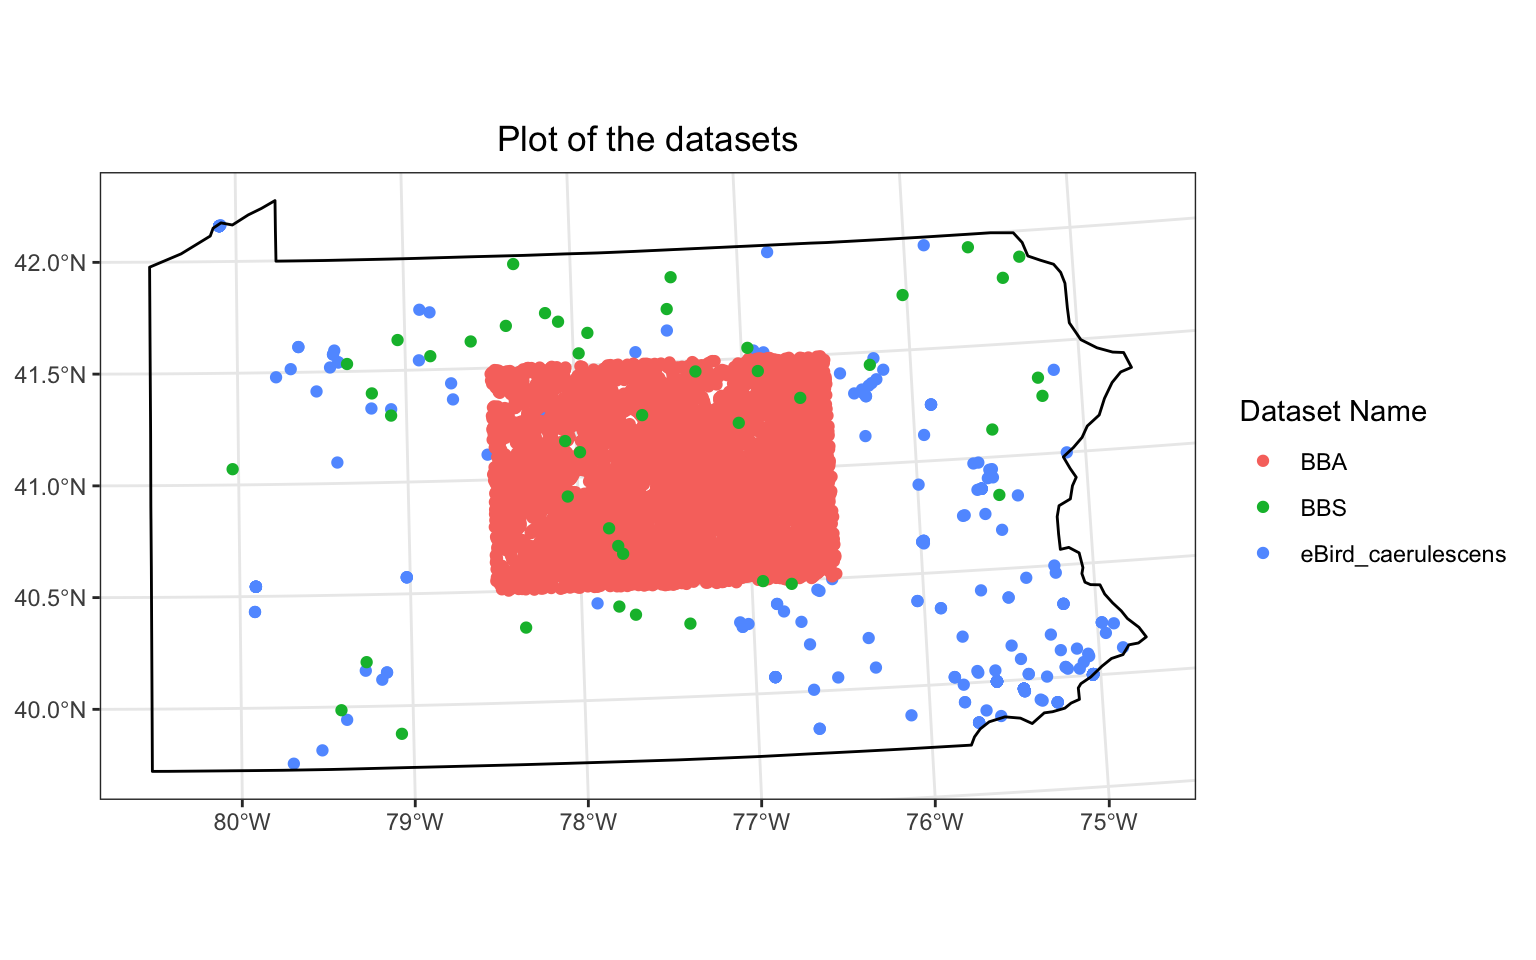 Plot of the datasets
42.0°N
41.5°N
41.0°N
40.5°N
40.0°N
80°W
79°W
78°W
77°W
76°W
75°W
Dataset Name
BBA
BBS
eBird_caerulescens